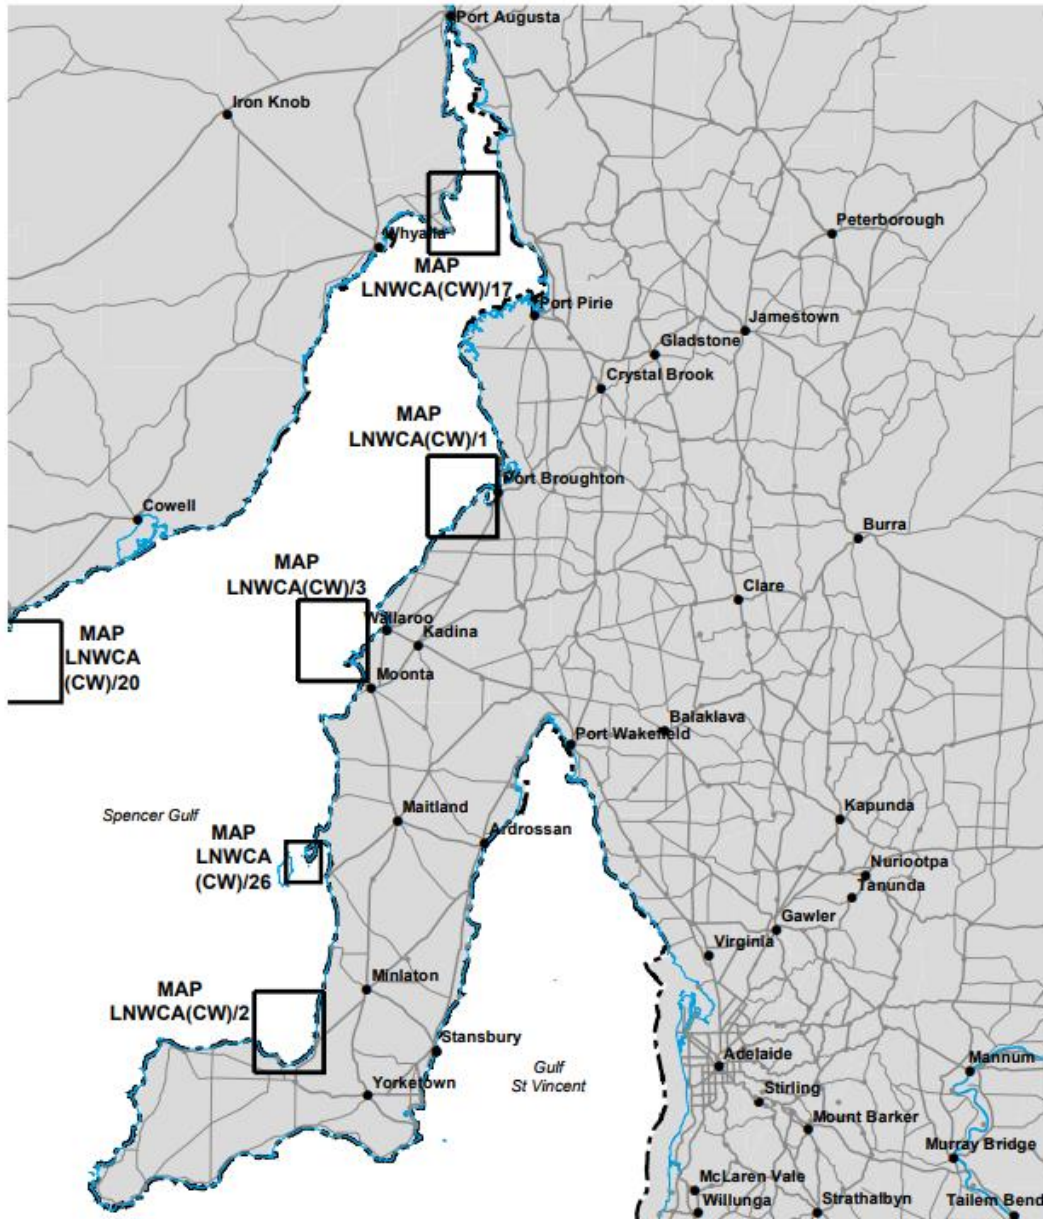 Port Augusta
Iron Knob
Peterborough
Whyalla
MAP
LNWCA(CW)/17
Port Pirie
Jamestown
Gladstone
Crystal Brook
MAP
LNWCA(CW)/1
Port Broughton
Cowell
Burra
MAP
LNWCA(CW)/3
Clare
Wallaroo
Kadina
MAP
LNWCA
(CW)/20
Moonta
Balaklava
Port Wakefield
Spencer Gulf
Maitland
Kapunda
MAP
LNWCA
(CW)/26
Ardrossan
Nuriootpa
Tanunda
Gawler
Virginia
Minlaton
MAP
LNWCA(CW)/2
Stansbury
Adelaide
Mannum
Gulf
St Vincent
Yorketown
Stirling
Mount Barker
Murray Bridge
McLaren Vale
Willunga
Strathalbyn
Tailem Bend